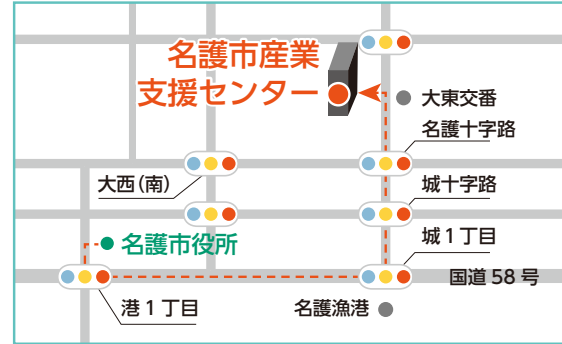 名護市産業
支援センター
大東交番
名護十字路
大西(南)
城十字路
城1丁目
名護市役所
国道58号
港1丁目
名護漁港